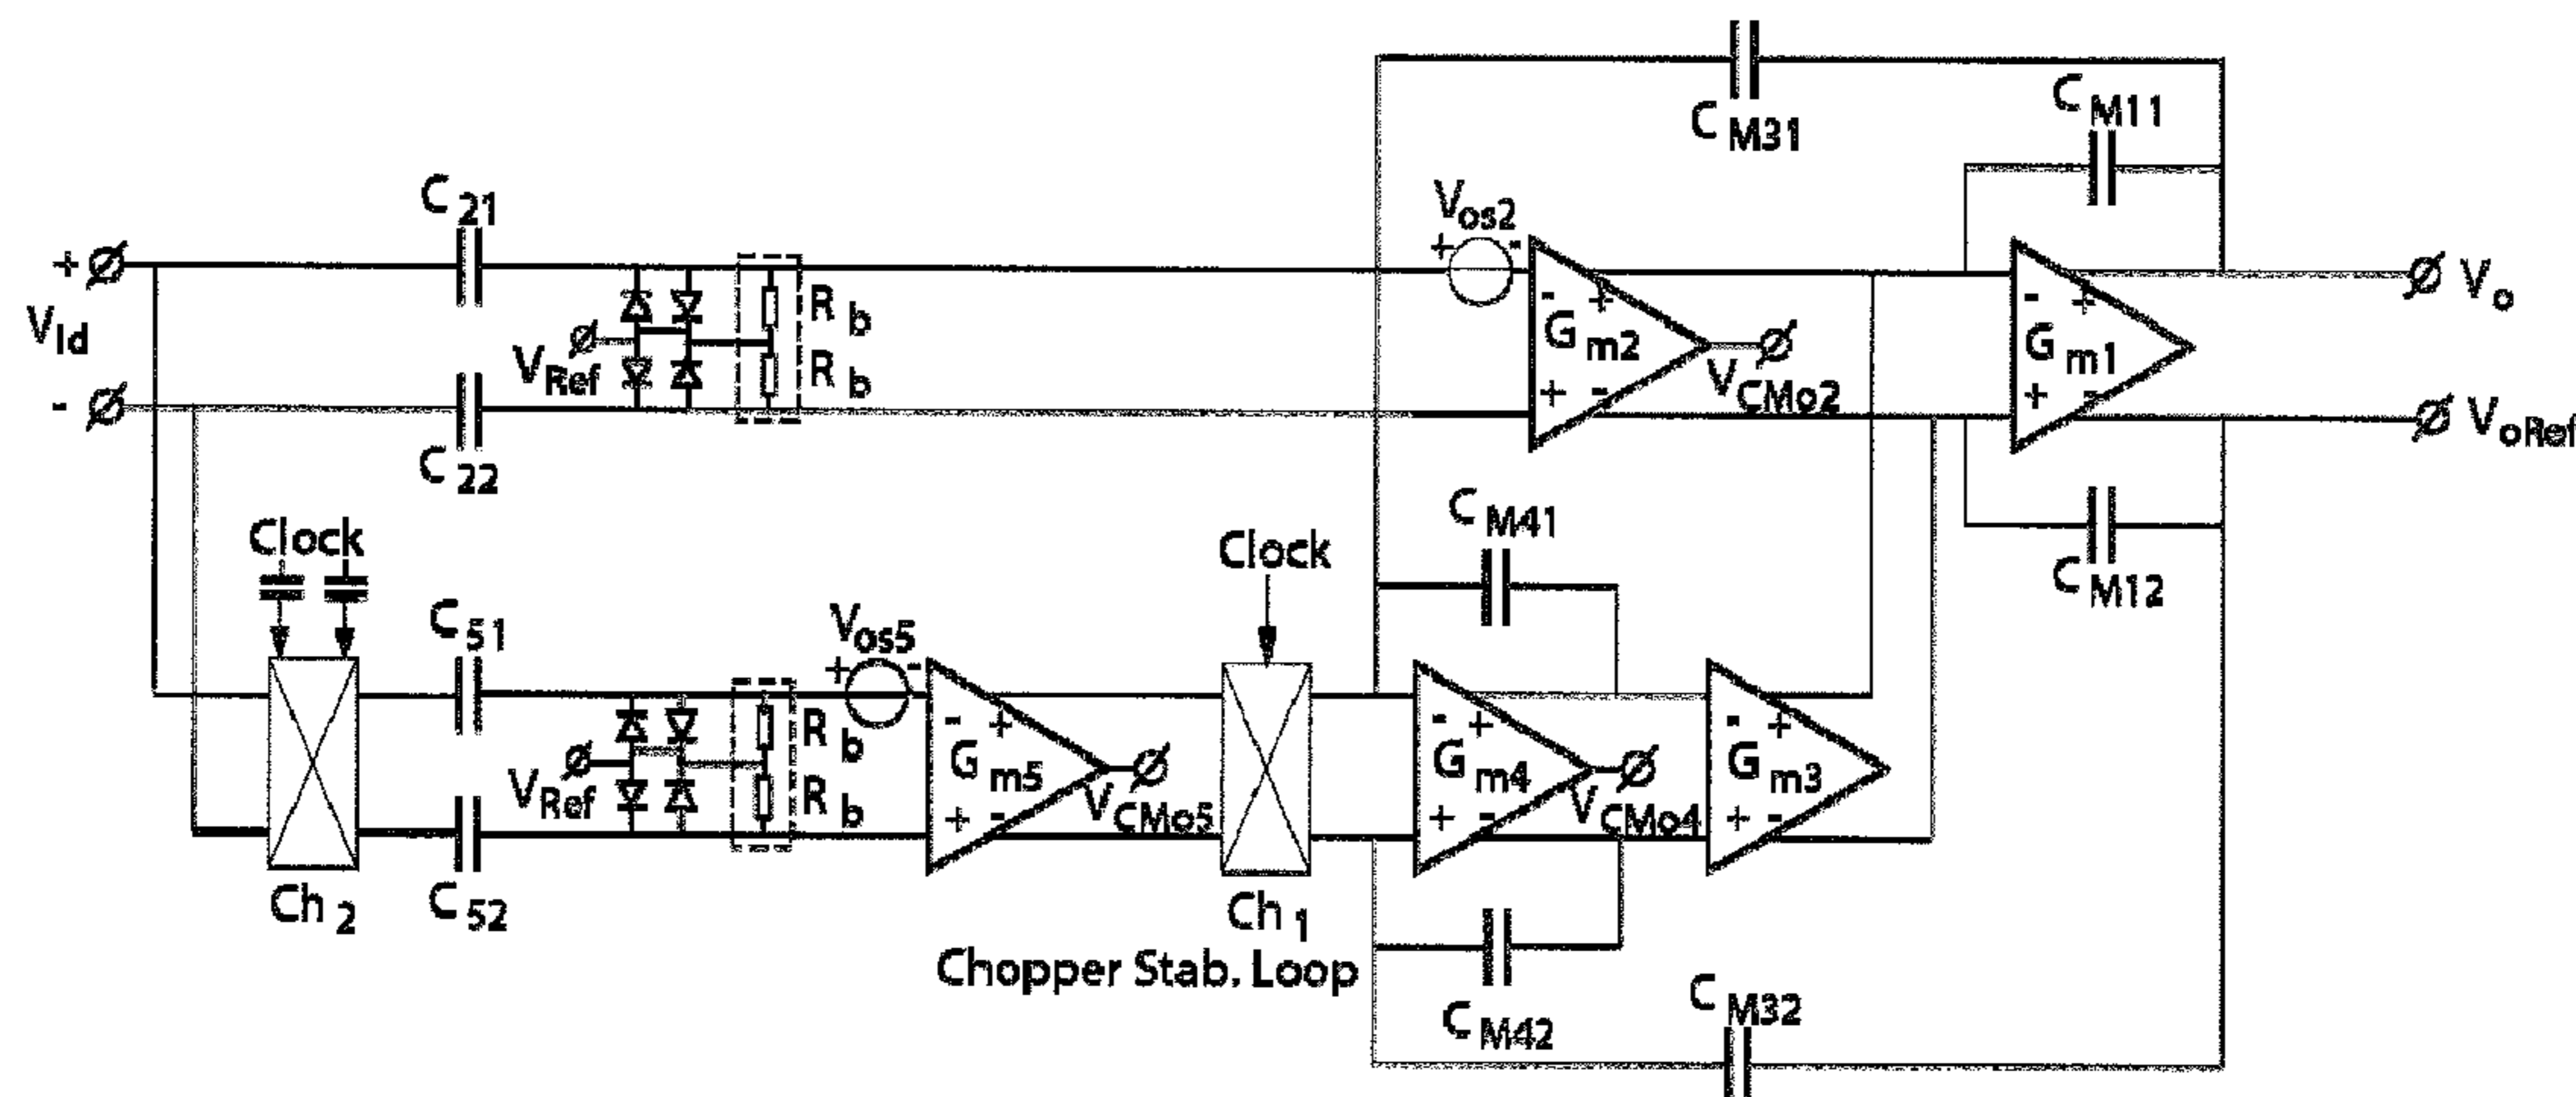 C M31
C M11
C 21
V os2
+ -
+
V Id
-
R b
R b
V Ref
- +
G m2
+ -
V CMo2
- +
G m1
+ -
V o
V oRef
C 22
C M41
C M12
Clock
Clock
C 51
V os5
+ -
R b
R b
V Ref
- +
G m5
+ -
V CMo5
- +
G m4
+ -
V CMo4
- +
G m3
+ -
Ch 2
C 52
Ch 1
Chopper Stab. Loop
C M42
C M32